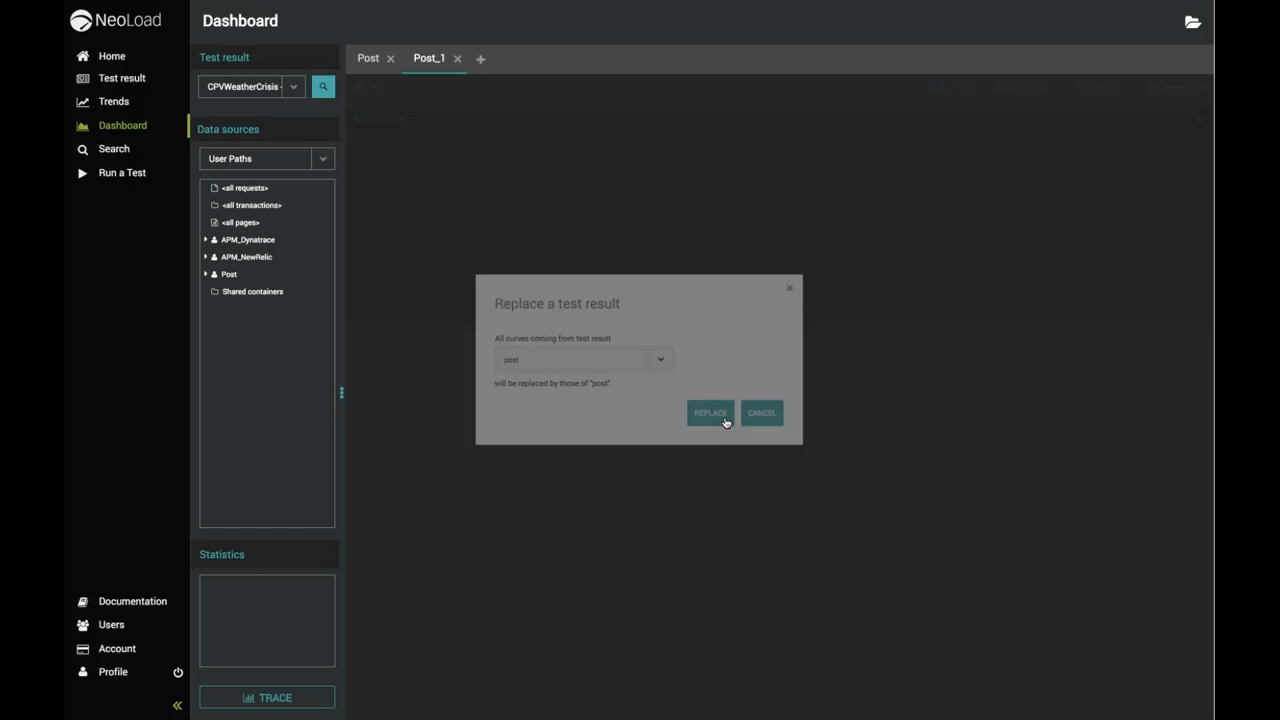 NEOLOAD
Dashboard
Home
Test result
Trends
Dashboard
Search
Run a Test
Documentation
Users
Account
Profile
Test result
CPVWeatherCrisis -
Data sources
User Paths
<all requests>
<all transactions>
<all pages>
APM_Dynatrace
APM_NewRelic
Post
Shared containers
Statistics
TRACE
Post
Post_1
Replace a test result
All curves coming from test result
post
will be replaced by those of "post".
REPLACE
CANCEL